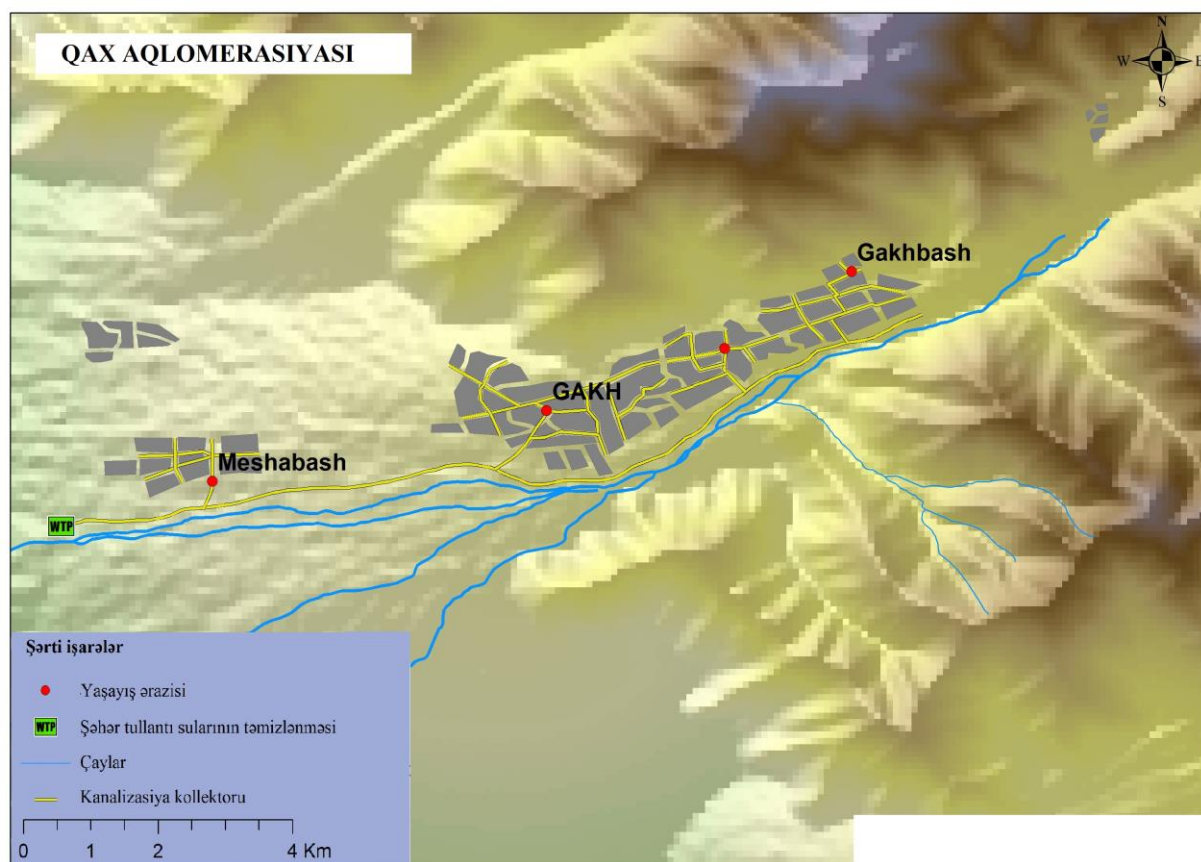 QAX AQLOMERASIYASI
N
W E
S
Gakhbash
GAKH
Meshabash
WTP
Şərti işarələr
Yaşayış ərazisi
WTP Şəhər tullantı sularının təmizlənməsi
Çaylar
Kanalizasiya kollektoru
0 1 2 4 Km